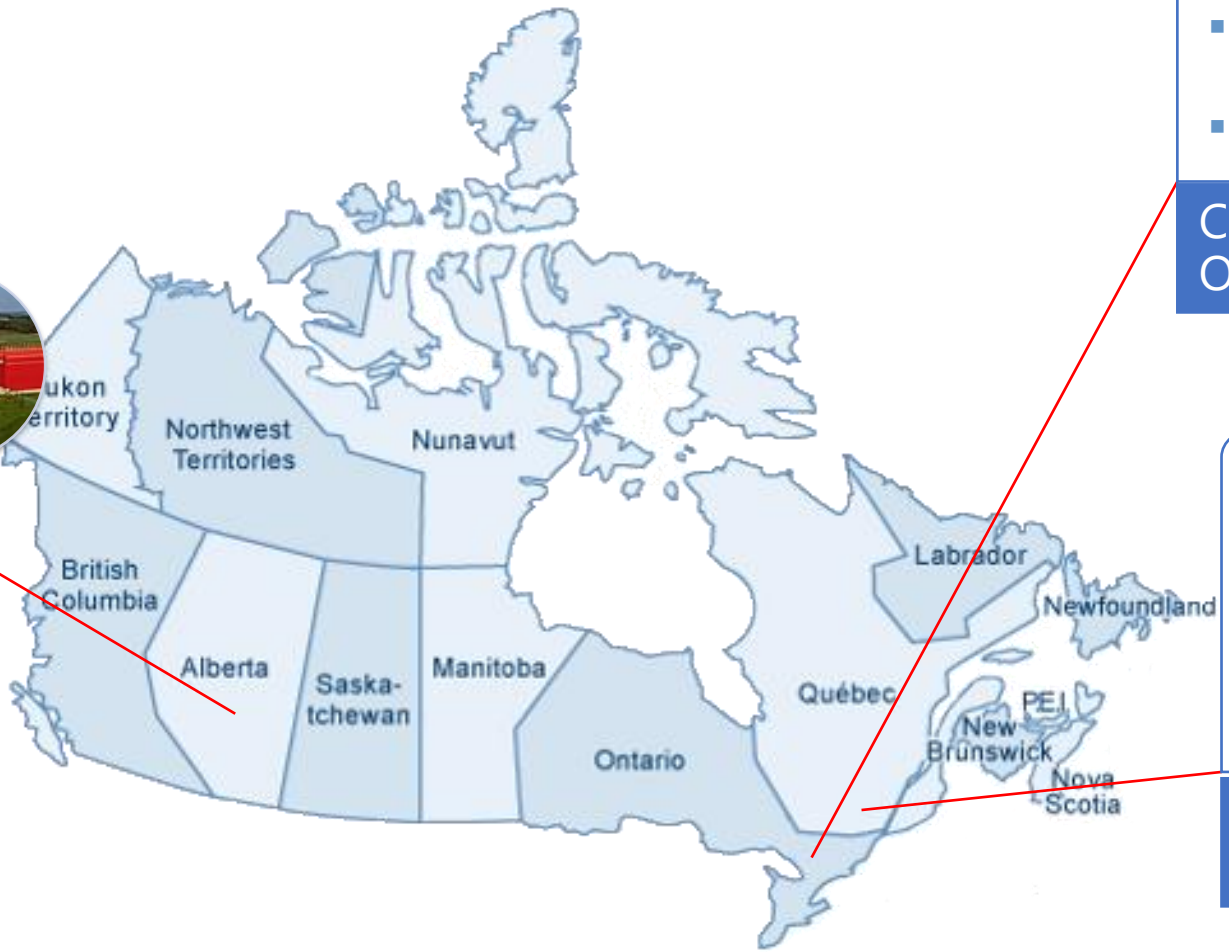 C
O
ukon
erritory
Northwest
Territories
Nunavut
British
Columbia
Alberta
Saska-
tchewan
Manitoba
Ontario
Québec
Labrador
Newfoundland
P.E.I
New
Brunswick
Nova
Scotia